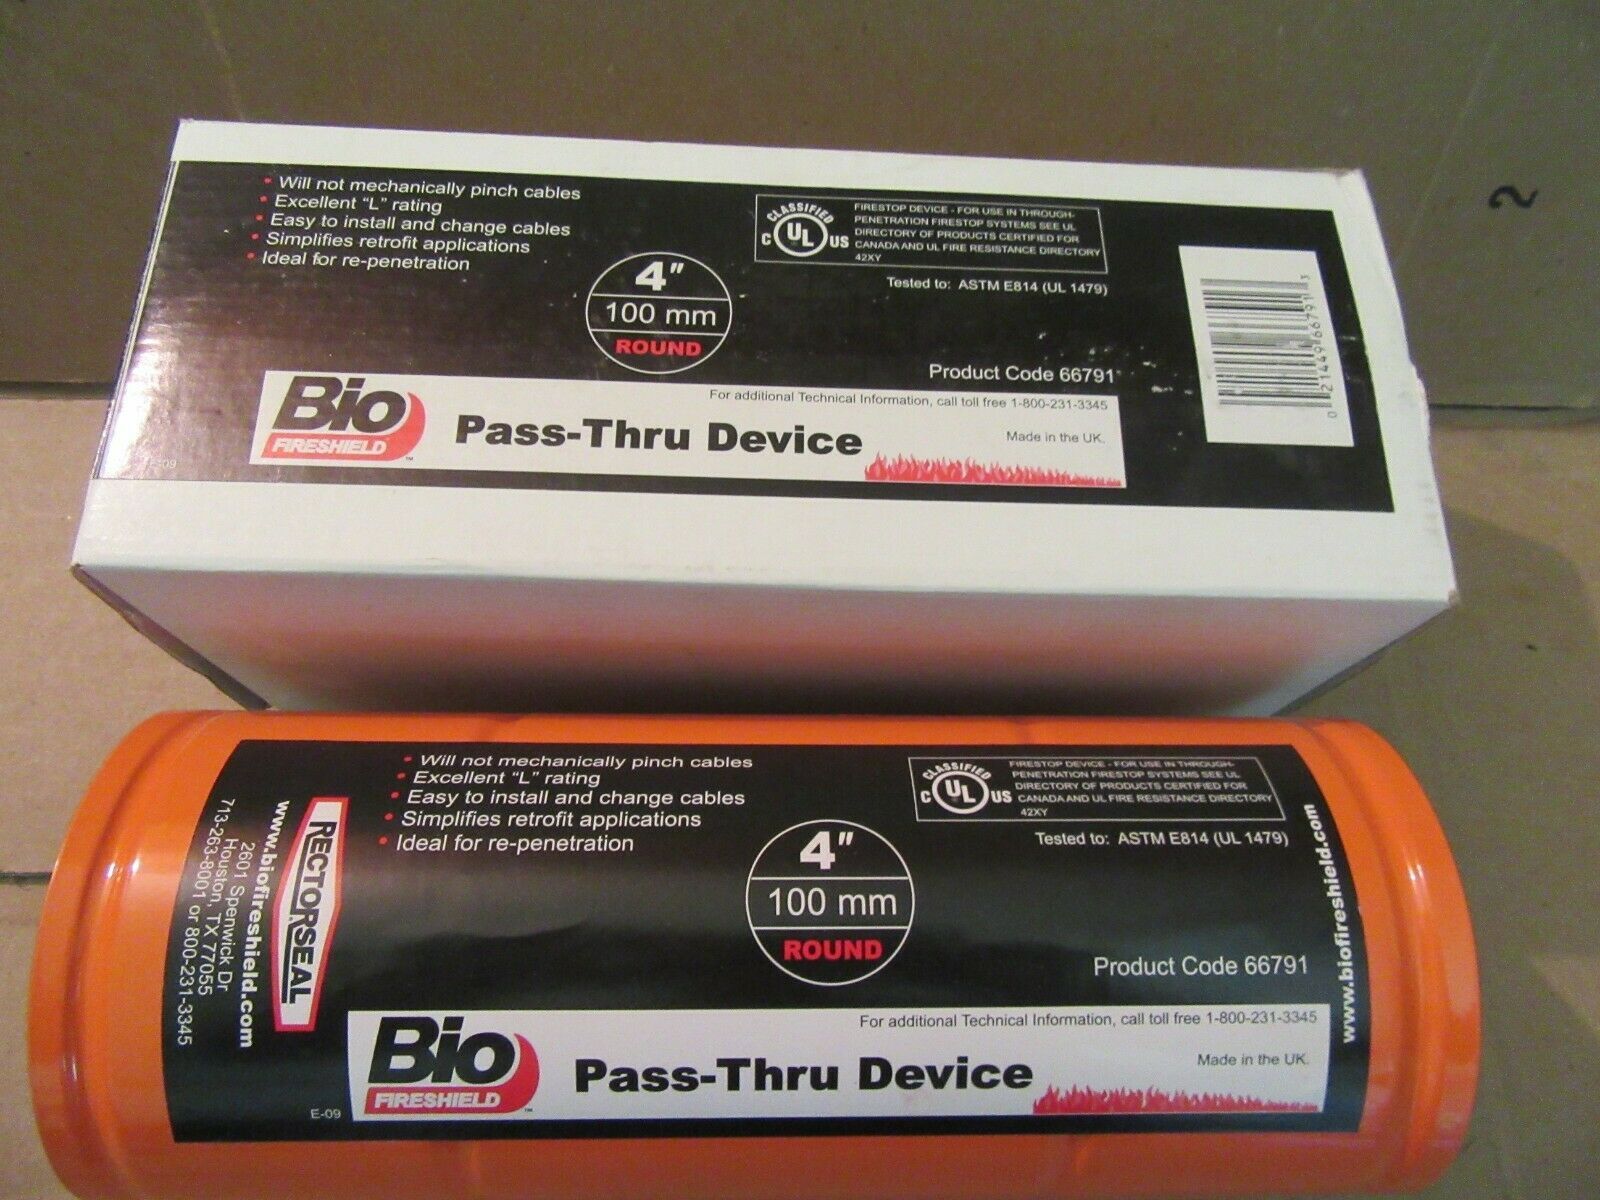 2
• Will not mechanically pinch cables
• Excellent "L" rating
• Easy to install and change cables
• Simplifies retrofit applications
• Ideal for re-penetration
4"
100 mm
ROUND
CLASSIFIED
C UL US
FIRESTOP DEVICE - FOR USE IN THROUGH-
PENETRATION FIRESTOP SYSTEMS SEE UL
DIRECTORY OF PRODUCTS CERTIFIED FOR
CANADA AND UL FIRE RESISTANCE DIRECTORY
42XY
Tested to: ASTM E814 (UL 1479)
Product Code 66791
0 21449 66791 3
For additional Technical Information, call toll free 1-800-231-3345
Bio
FIRESHIELD ™
Pass-Thru Device
Made in the UK.
E-09
RECTORSEAL
www.biofireshield.com
2601 Spenwick Dr
Houston, TX 77055
713-263-8001 or 800-231-3345
• Will not mechanically pinch cables
• Excellent "L" rating
• Easy to install and change cables
• Simplifies retrofit applications
• Ideal for re-penetration
4"
100 mm
ROUND
CLASSIFIED
C UL US
FIRESTOP DEVICE - FOR USE IN THROUGH-
PENETRATION FIRESTOP SYSTEMS SEE UL
DIRECTORY OF PRODUCTS CERTIFIED FOR
CANADA AND UL FIRE RESISTANCE DIRECTORY
42XY
Tested to: ASTM E814 (UL 1479)
Product Code 66791
www.biofireshield.com
For additional Technical Information, call toll free 1-800-231-3345
Bio
FIRESHIELD ™
Pass-Thru Device
Made in the UK.
E-09